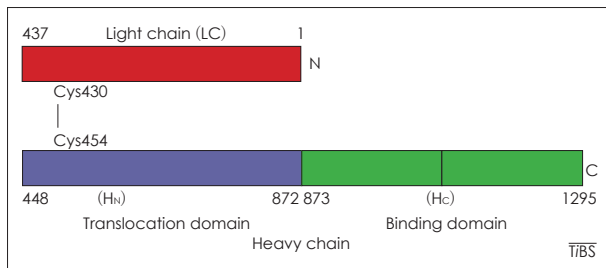 437 Light chain (LC) 1
N
Cys430
Cys454
C
448 (HN) 872 873 (HC) 1295
Translocation domain Binding domain
Heavy chain
TiBS